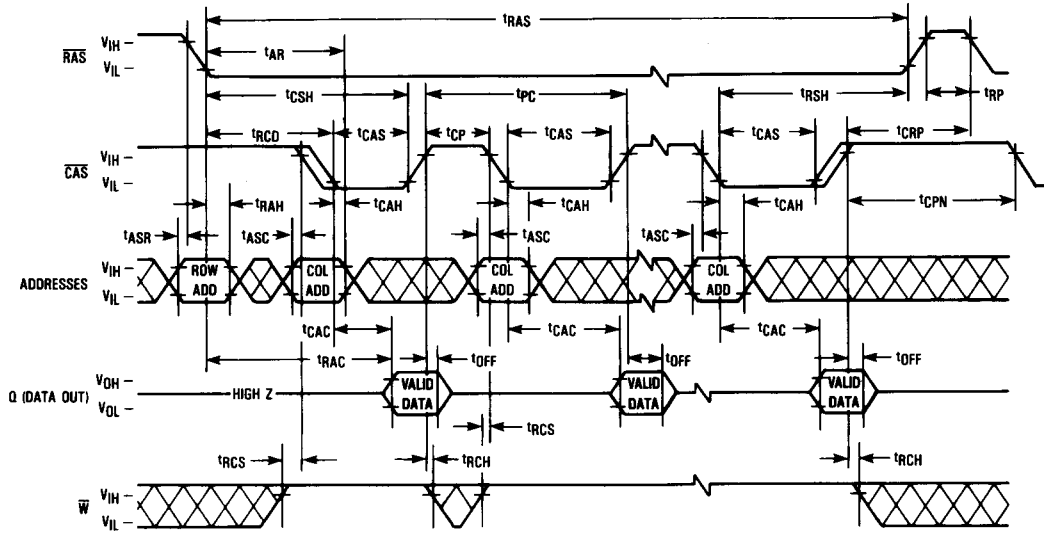 tRAS
VIH
RAS
VIL
tAR
tCSH
tPC
tRSH
tRP
tRCD
tCAS
tCP
tCAS
tCAS
tCRP
VIH
CAS
VIL
tRAH
tCAH
tCAH
tCAH
tCPN
tASR
tASC
tASC
tASC
VIH
ADDRESSES
VIL
ROW ADD
COL ADD
COL ADD
COL ADD
tCAC
tCAC
tCAC
tRAC
tOFF
tOFF
tOFF
VOH
Q (DATA OUT)
VOL
HIGH Z
VALID DATA
VALID DATA
VALID DATA
tRCS
tRCS
tRCH
tRCH
VIH
W
VIL